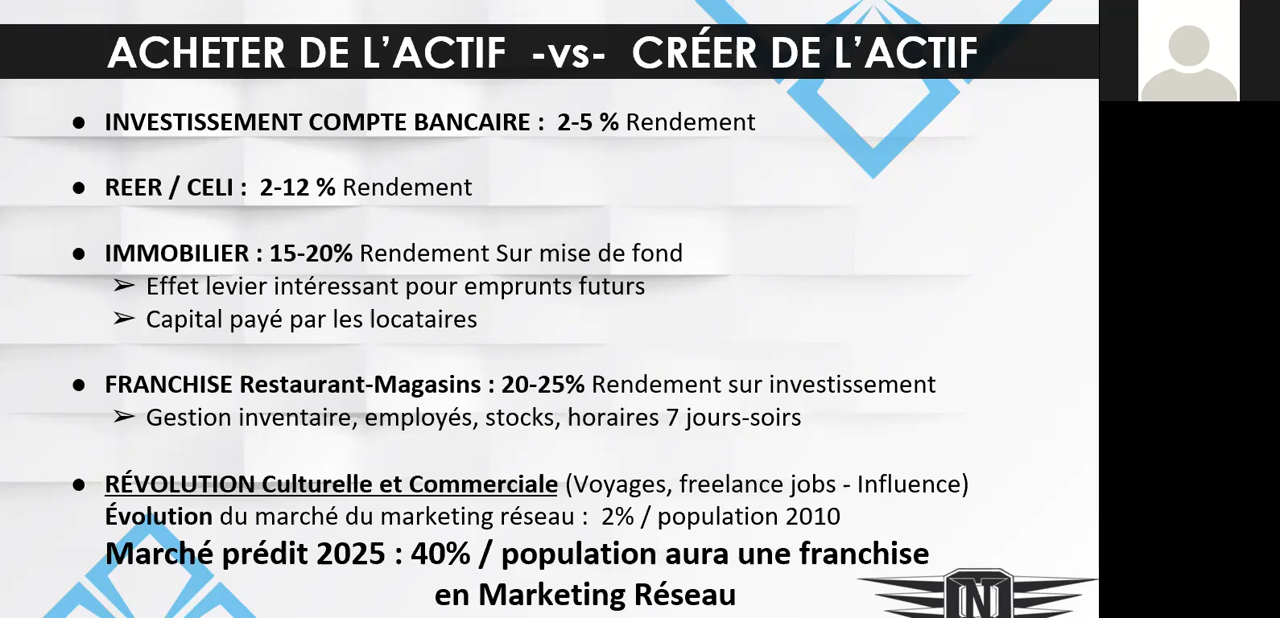 ACHETER DE L’ACTIF -vs- CRÉER DE L’ACTIF
● INVESTISSEMENT COMPTE BANCAIRE : 2-5 % Rendement
● REER / CELI : 2-12 % Rendement
● IMMOBILIER : 15-20% Rendement Sur mise de fond
➢ Effet levier intéressant pour emprunts futurs
➢ Capital payé par les locataires
● FRANCHISE Restaurant-Magasins : 20-25% Rendement sur investissement
➢ Gestion inventaire, employés, stocks, horaires 7 jours-soirs
● RÉVOLUTION Culturelle et Commerciale (Voyages, freelance jobs - Influence)
Évolution du marché du marketing réseau : 2% / population 2010
Marché prédit 2025 : 40% / population aura une franchise
en Marketing Réseau
N